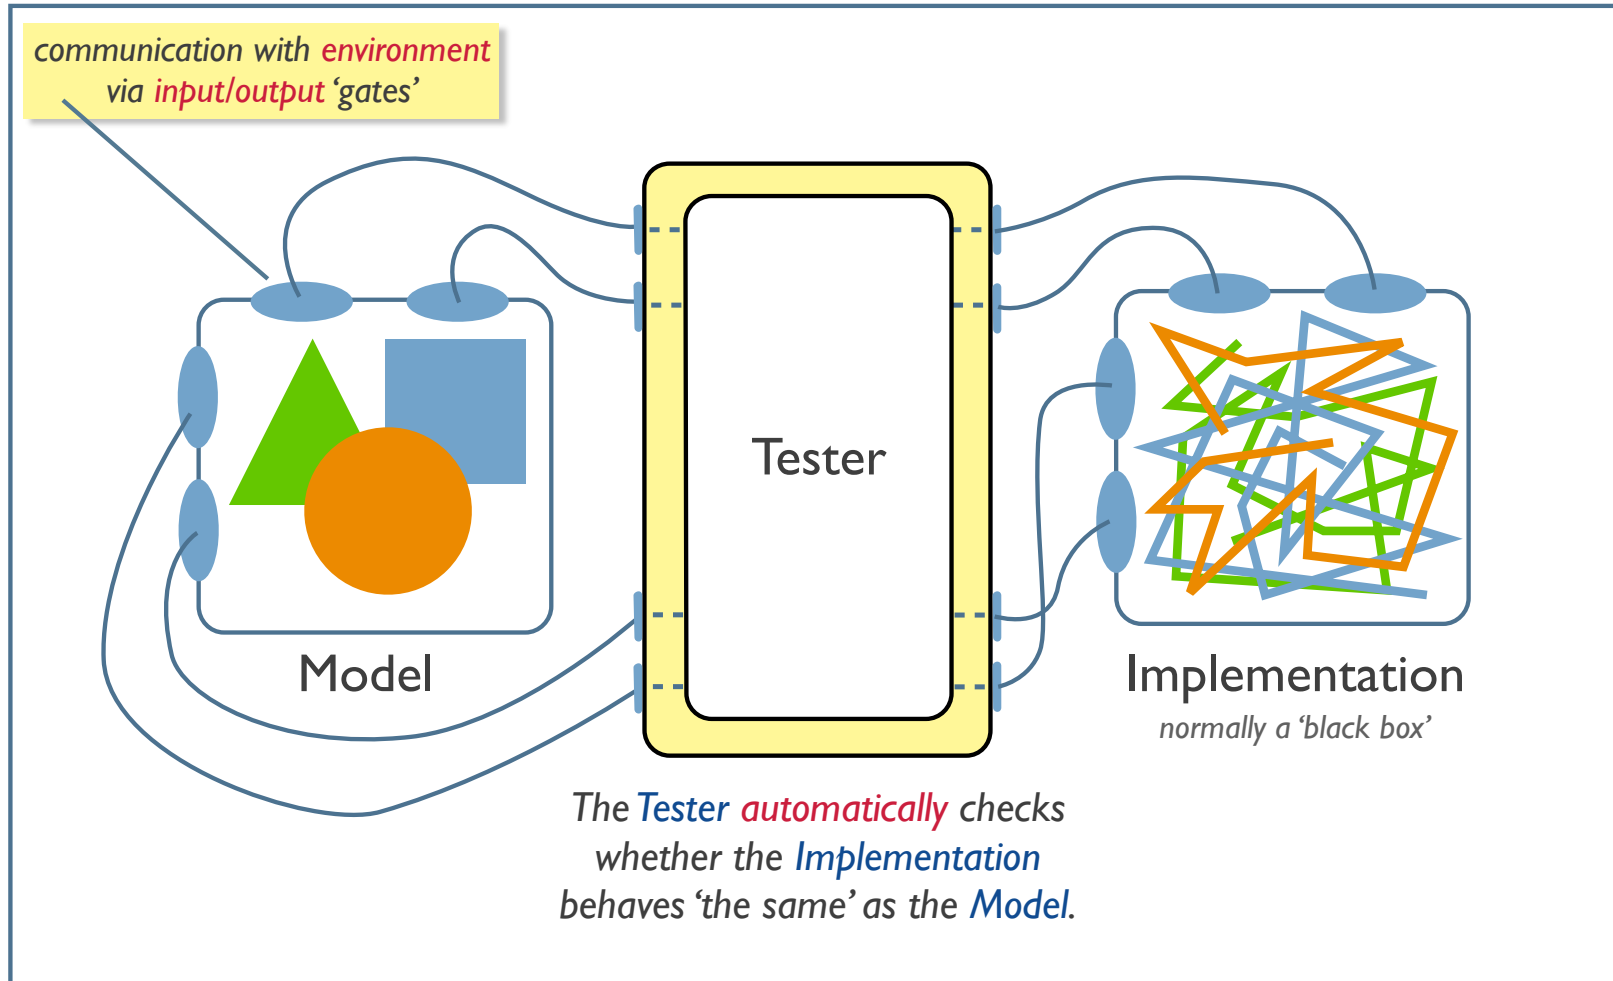 communication with environment
via input/output ‘gates’
Tester
Model
Implementation
normally a ‘black box’
The Tester automatically checks
whether the Implementation
behaves ‘the same’ as the Model.